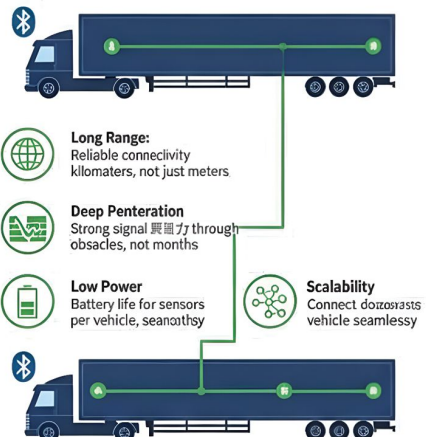 Long Range:
Reliable connectivity
kilomaters, not just meters
Deep Penteration
Strong signal through
obsacles, not months
Low Power
Battery life for sensors
per vehicle,
Scalability
Connect
vehicle seamlessy